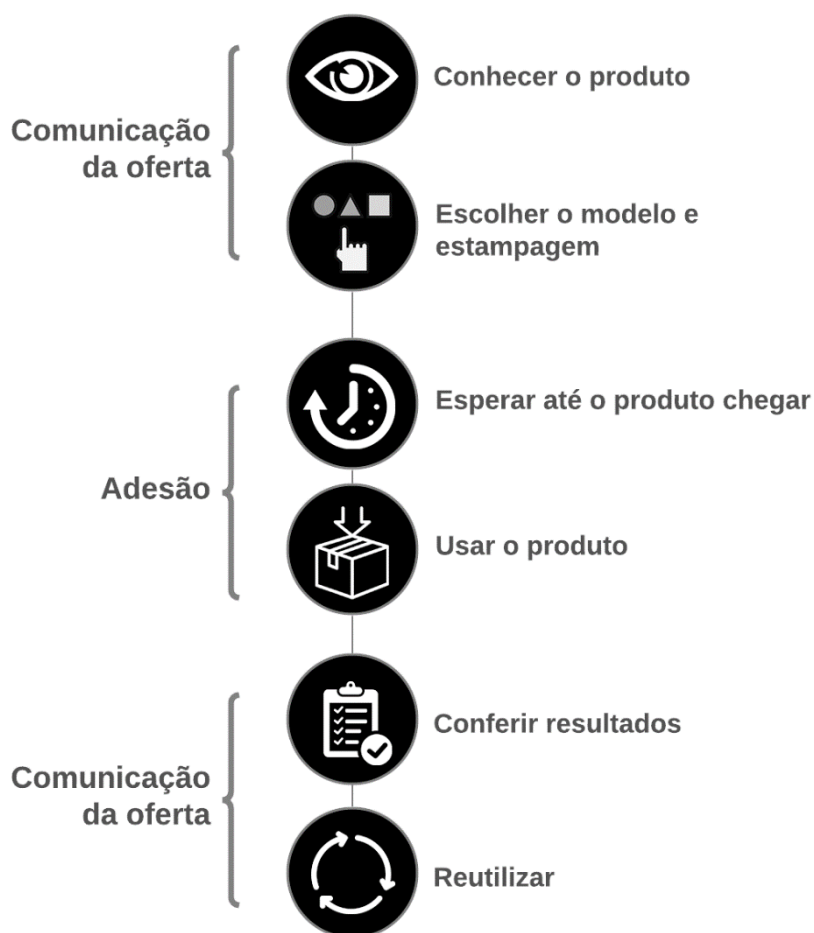 Conhecer o produto
Comunicação
da oferta
Escolher o modelo e
estampagem
Esperar até o produto chegar
Adesão
Usar o produto
Conferir resultados
Comunicação
da oferta
Reutilizar